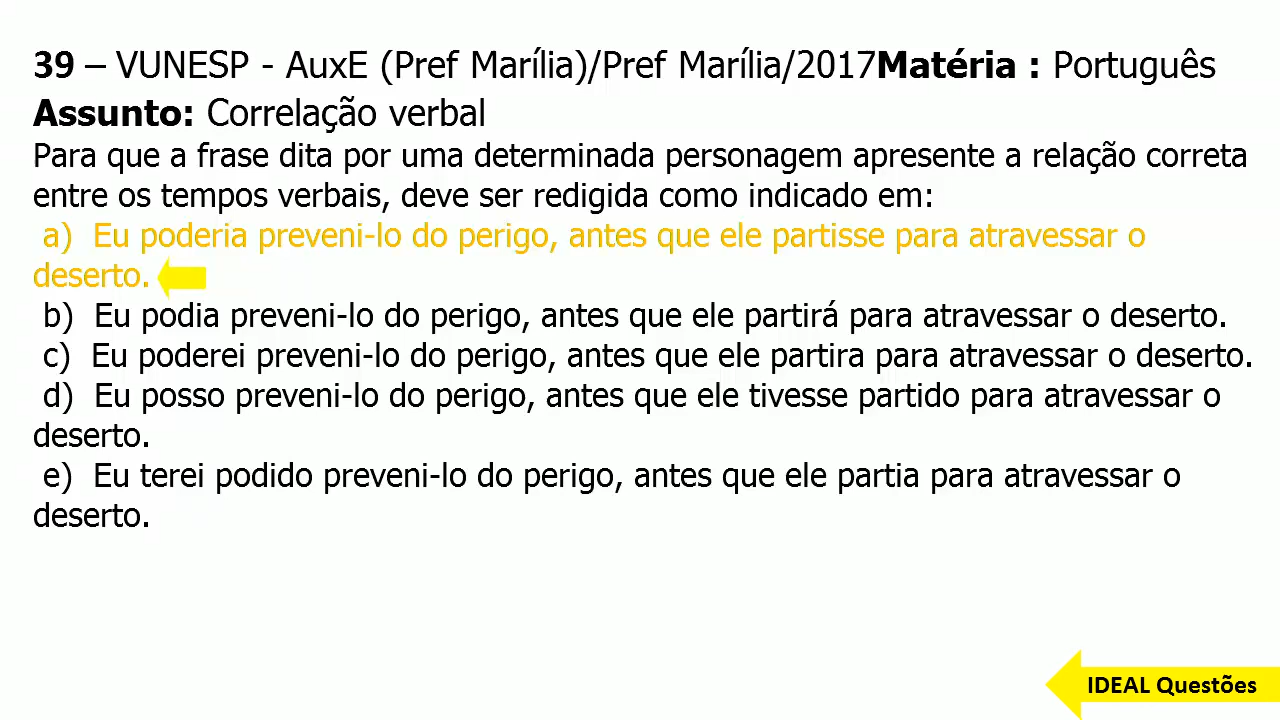 39 – VUNESP - AuxE (Pref Marília)/Pref Marília/2017Matéria : Português
Assunto: Correlação verbal
Para que a frase dita por uma determinada personagem apresente a relação correta
entre os tempos verbais, deve ser redigida como indicado em:
a) Eu poderia preveni-lo do perigo, antes que ele partisse para atravessar o
deserto.
b) Eu podia preveni-lo do perigo, antes que ele partirá para atravessar o deserto.
c) Eu poderei preveni-lo do perigo, antes que ele partira para atravessar o deserto.
d) Eu posso preveni-lo do perigo, antes que ele tivesse partido para atravessar o
deserto.
e) Eu terei podido preveni-lo do perigo, antes que ele partia para atravessar o
deserto.
IDEAL Questões